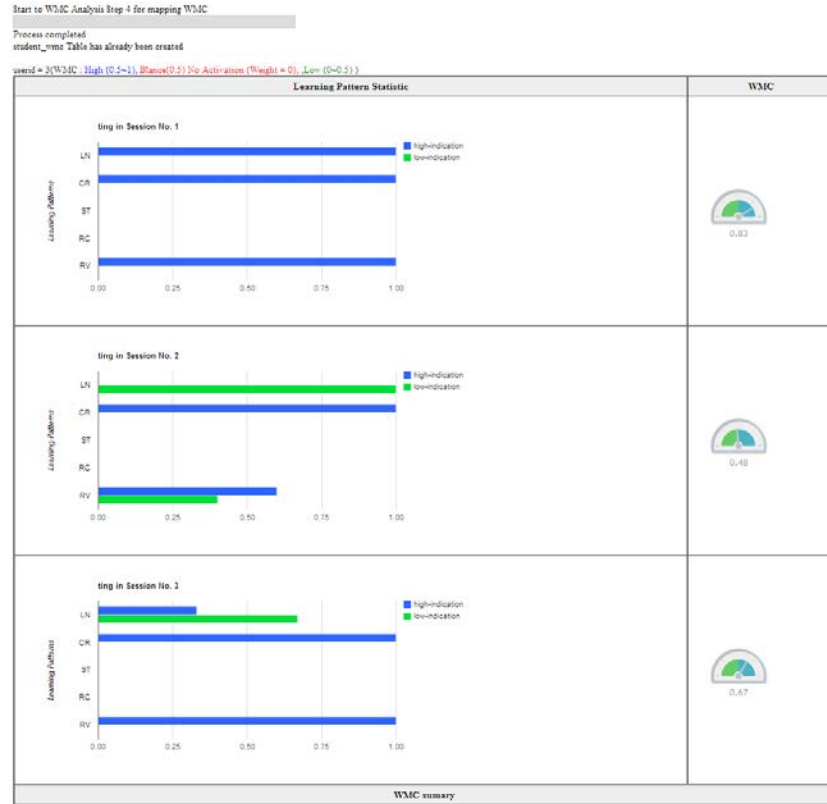 Start to WMC Analysis Step 4 for mapping WMC
Process completed
student_wmc Table has already been created
userid = 3(WMC : High (0.5~1), Blance(0.5) No Activation (Weight = 0), ,Low (0~0.5) )
Learning Pattern Statistic WMC
ting in Session No. 1
high-indication
low-indication
Learning Patterns
LN
CR
ST
RC
RV
0.00 0.25 0.50 0.75 1.00
0.83
ting in Session No. 2
high-indication
low-indication
Learning Patterns
LN
CR
ST
RC
RV
0.00 0.25 0.50 0.75 1.00
0.48
ting in Session No. 3
high-indication
low-indication
Learning Patterns
LN
CR
ST
RC
RV
0.00 0.25 0.50 0.75 1.00
0.67
WMC sumary